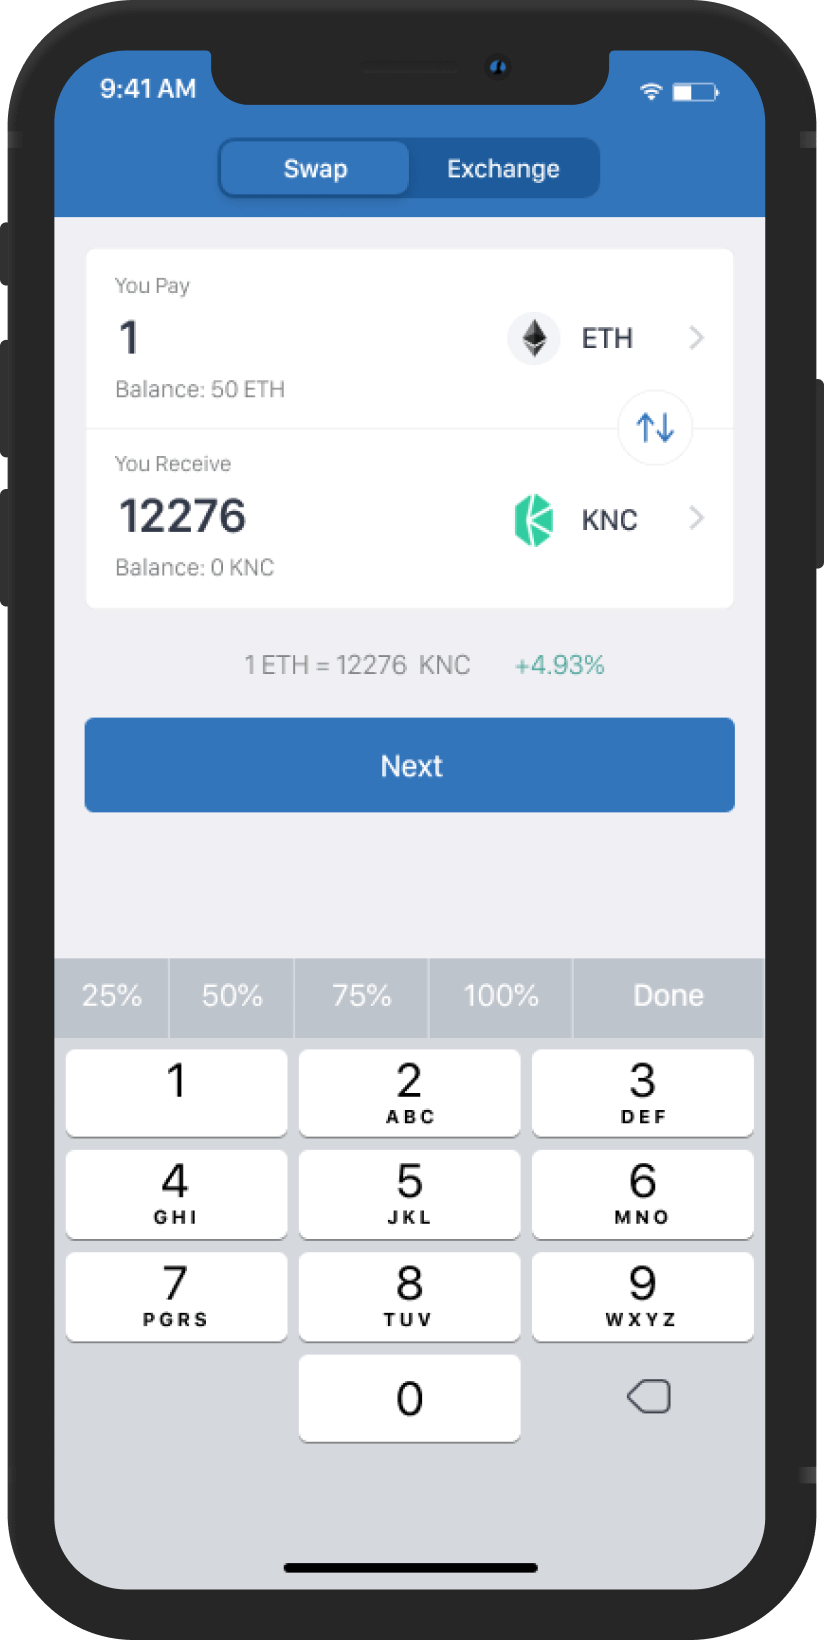 9:41 AM
Swap Exchange
You Pay
1 ETH
Balance: 50 ETH
You Receive
12276 KNC
Balance: 0 KNC
1 ETH = 12276 KNC +4.93%
Next
25% 50% 75% 100% Done
1 2 3
ABC DEF
4 5 6
GHI JKL MNO
7 8 9
PGRS TUV WXYZ
0